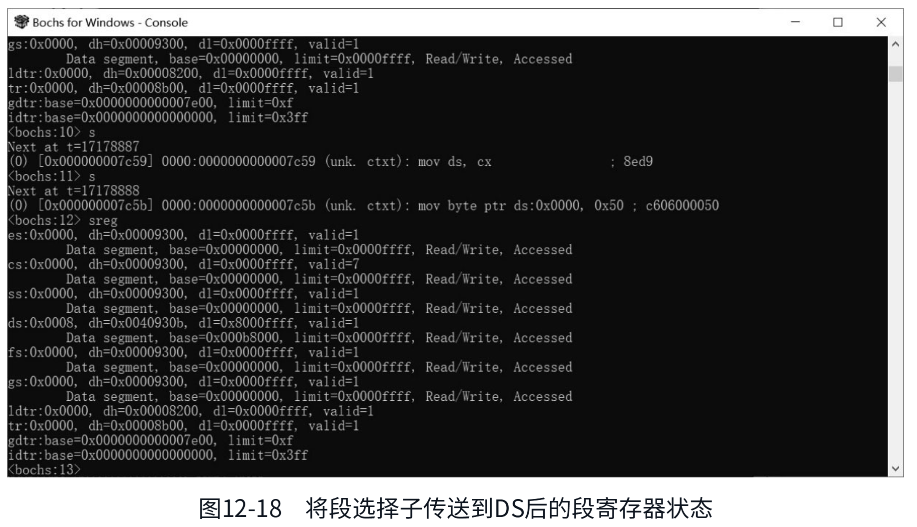 Bochs for Windows - Console
gs:0x0000, dh=0x00009300, dl=0x0000ffff, valid=1
Data segment, base=0x00000000, limit=0x0000ffff, Read/Write, Accessed
ldtr:0x0000, dh=0x00008200, dl=0x0000ffff, valid=1
tr:0x0000, dh=0x00008b00, dl=0x0000ffff, valid=1
gdtr:base=0x0000000000007e00, limit=0xf
idtr:base=0x0000000000000000, limit=0x3ff
<bochs:10> s
Next at t=17178887
(0) [0x000000007c59] 0000:0000000000007c59 (unk. ctxt): mov ds, cx ; 8ed9
<bochs:11> s
Next at t=17178888
(0) [0x000000007c5b] 0000:0000000000007c5b (unk. ctxt): mov byte ptr ds:0x0000, 0x50 ; c606000050
<bochs:12> sreg
es:0x0000, dh=0x00009300, dl=0x0000ffff, valid=1
Data segment, base=0x00000000, limit=0x0000ffff, Read/Write, Accessed
cs:0x0000, dh=0x00009300, dl=0x0000ffff, valid=7
Data segment, base=0x00000000, limit=0x0000ffff, Read/Write, Accessed
ss:0x0000, dh=0x00009300, dl=0x0000ffff, valid=1
Data segment, base=0x00000000, limit=0x0000ffff, Read/Write, Accessed
ds:0x0008, dh=0x0040930b, dl=0x8000ffff, valid=1
Data segment, base=0x000b8000, limit=0x0000ffff, Read/Write, Accessed
fs:0x0000, dh=0x00009300, dl=0x0000ffff, valid=1
Data segment, base=0x00000000, limit=0x0000ffff, Read/Write, Accessed
gs:0x0000, dh=0x00009300, dl=0x0000ffff, valid=1
Data segment, base=0x00000000, limit=0x0000ffff, Read/Write, Accessed
ldtr:0x0000, dh=0x00008200, dl=0x0000ffff, valid=1
tr:0x0000, dh=0x00008b00, dl=0x0000ffff, valid=1
gdtr:base=0x0000000000007e00, limit=0xf
idtr:base=0x0000000000000000, limit=0x3ff
<bochs:13>
图12-18 将段选择子传送到DS后的段寄存器状态